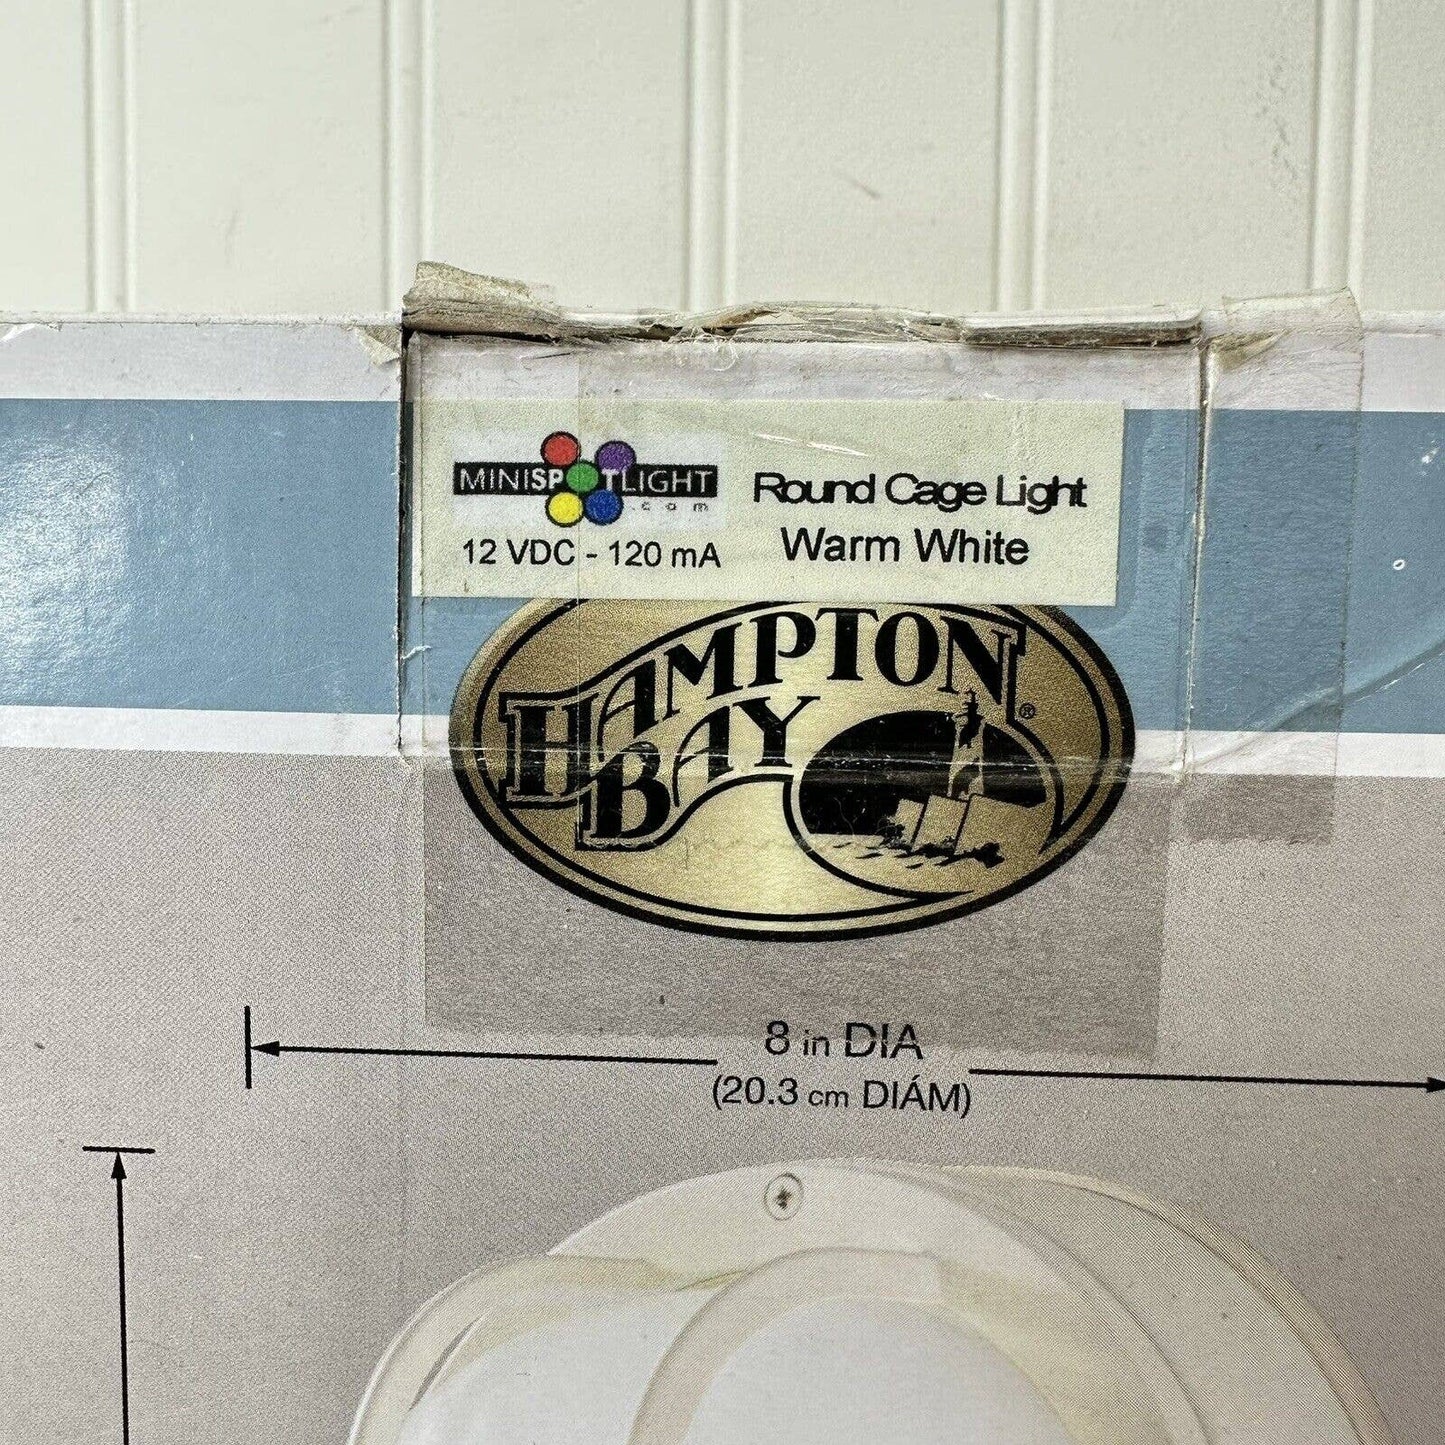 MINISPOTLIGHT
.com
12 VDC - 120 mA
Round Cage Light
Warm White
HAMPTON
BAY
®
8 in DIA
(20.3 cm DIÁM)